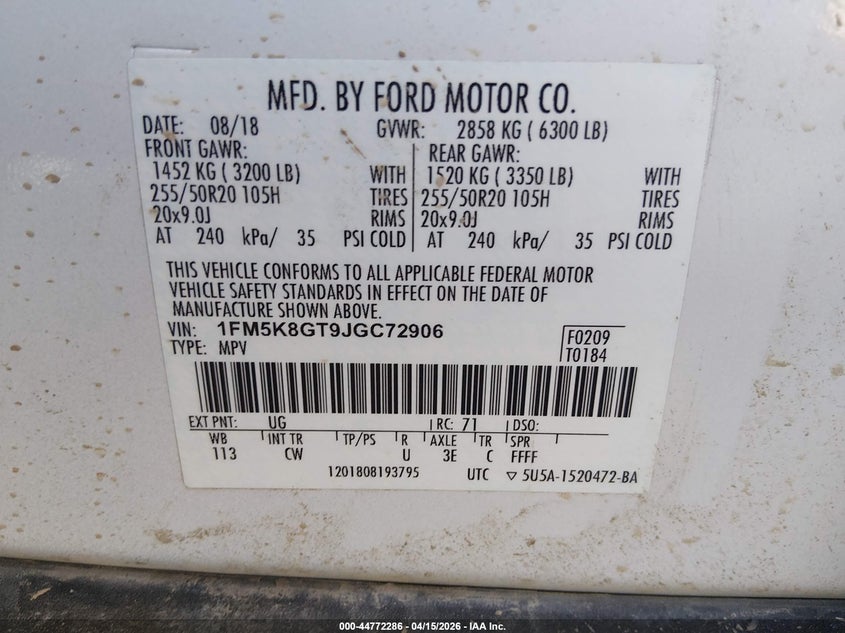 MFD. BY FORD MOTOR CO.
DATE: 08/18 GVWR: 2858 KG ( 6300 LB)
FRONT GAWR: REAR GAWR:
1452 KG ( 3200 LB) WITH 1520 KG ( 3350 LB) WITH
255/50R20 105H TIRES 255/50R20 105H TIRES
20x9.0J RIMS 20x9.0J RIMS
AT 240 kPa/ 35 PSI COLD AT 240 kPa/ 35 PSI COLD
THIS VEHICLE CONFORMS TO ALL APPLICABLE FEDERAL MOTOR
VEHICLE SAFETY STANDARDS IN EFFECT ON THE DATE OF
MANUFACTURE SHOWN ABOVE.
VIN: 1FM5K8GT9JGC72906 F0209
TYPE: MPV T0184
EXT PNT: UG RC: 71 DSO:
WB INT TR TP/PS R AXLE TR SPR
113 CW U 3E C FFFF
1201808193795 UTC ▽ 5U5A-1520472-BA
000-44772286 - 04/15/2026 - IAA Inc.